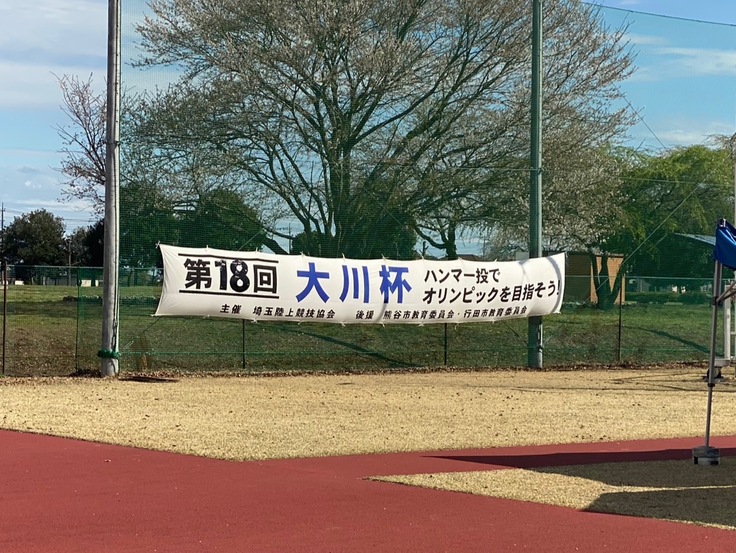 第18回 大川杯 ハンマー投で
オリンピックを目指そう!
主催 埼玉陸上競技協会 後援 熊谷市教育委員会・行田市教育委員会